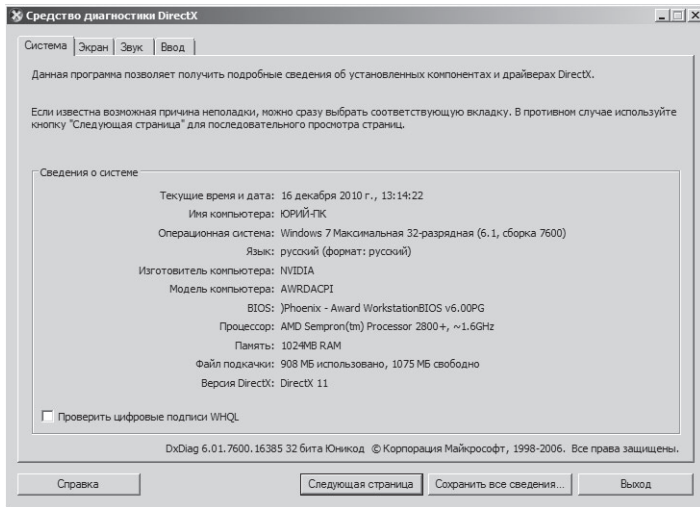 Средство диагностики DirectX
Система Экран Звук Ввод
Данная программа позволяет получить подробные сведения об установленных компонентах и драйверах DirectX.
Если известна возможная причина неполадки, можно сразу выбрать соответствующую вкладку. В противном случае используйте
кнопку "Следующая страница" для последовательного просмотра страниц.
Сведения о системе
Текущие время и дата: 16 декабря 2010 г., 13:14:22
Имя компьютера: ЮРИЙ-ПК
Операционная система: Windows 7 Максимальная 32-разрядная (6.1, сборка 7600)
Язык: русский (формат: русский)
Изготовитель компьютера: NVIDIA
Модель компьютера: AWRDACPI
BIOS: )Phoenix - Award WorkstationBIOS v6.00PG
Процессор: AMD Sempron(tm) Processor 2800+, ~1.6GHz
Память: 1024MB RAM
Файл подкачки: 908 МБ использовано, 1075 МБ свободно
Версия DirectX: DirectX 11
Проверить цифровые подписи WHQL
DxDiag 6.01.7600.16385 32 бита Юникод © Корпорация Майкрософт, 1998-2006. Все права защищены.
Справка Следующая страница Сохранить все сведения... Выход